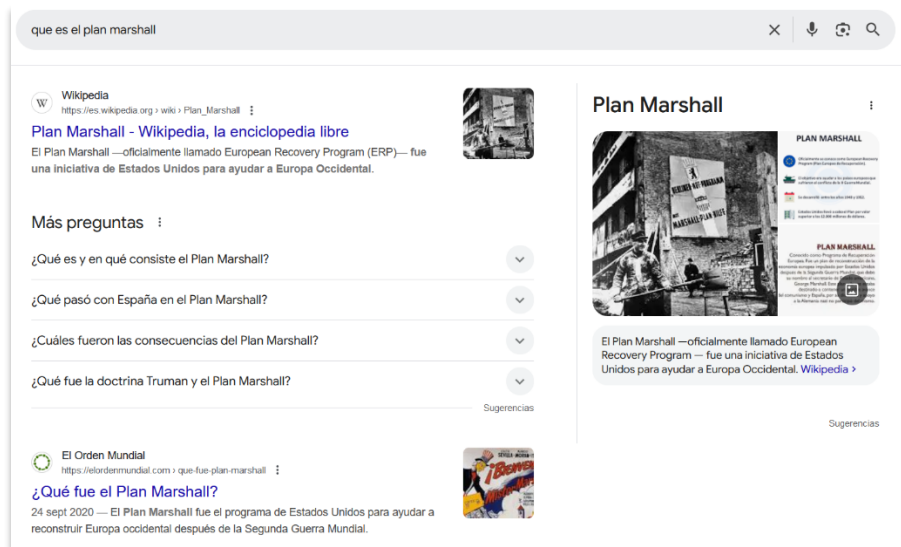 que es el plan marshall
Wikipedia
https://es.wikipedia.org › wiki › Plan_Marshall
Plan Marshall - Wikipedia, la enciclopedia libre
El Plan Marshall —oficialmente llamado European Recovery Program (ERP)— fue
una iniciativa de Estados Unidos para ayudar a Europa Occidental.
Más preguntas
¿Qué es y en qué consiste el Plan Marshall?
¿Qué pasó con España en el Plan Marshall?
¿Cuáles fueron las consecuencias del Plan Marshall?
¿Qué fue la doctrina Truman y el Plan Marshall?
Sugerencias
El Orden Mundial
https://elordenmundial.com › que-fue-plan-marshall
¿Qué fue el Plan Marshall?
24 sept 2020 — El Plan Marshall fue el programa de Estados Unidos para ayudar a
reconstruir Europa occidental después de la Segunda Guerra Mundial.
Plan Marshall
BERLINER NOTPROGRAMM
MIT
MARSHALL-PLAN HILFE
PLAN MARSHALL
PLAN MARSHALL
El Plan Marshall —oficialmente llamado European
Recovery Program — fue una iniciativa de Estados
Unidos para ayudar a Europa Occidental. Wikipedia ›
Sugerencias